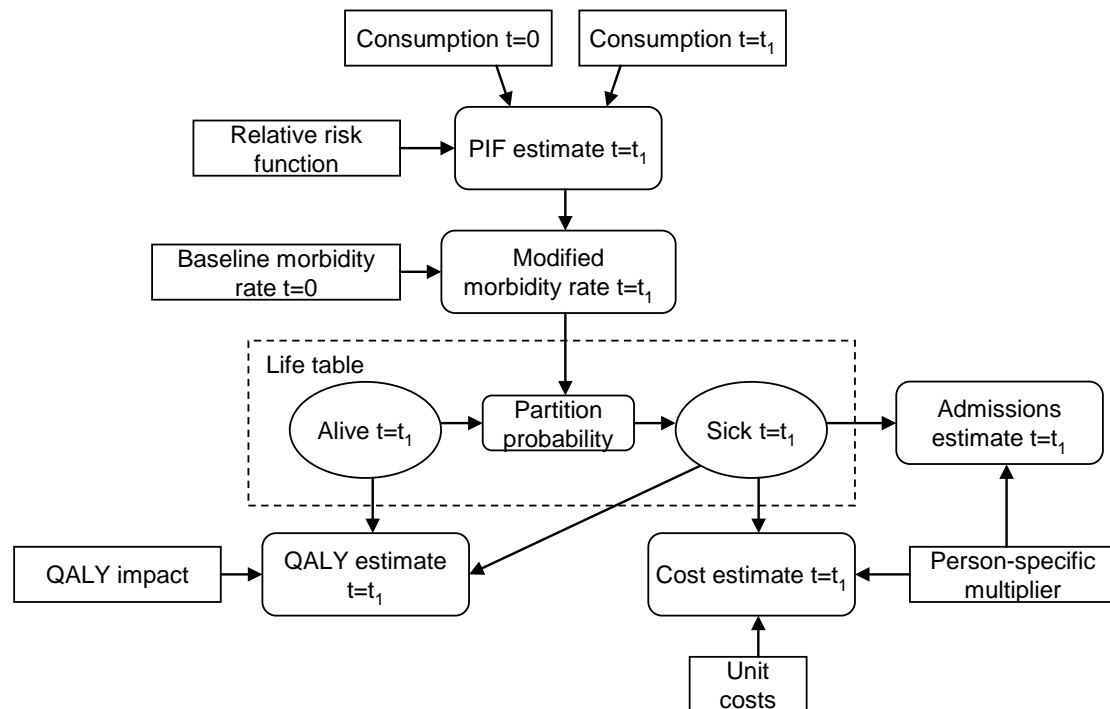 Consumption t=0
Consumption t=t₁
Relative risk
function
PIF estimate t=t₁
Baseline morbidity
rate t=0
Modified
morbidity rate t=t₁
Life table
Alive t=t₁
Partition
probability
Sick t=t₁
Admissions
estimate t=t₁
QALY impact
QALY estimate
t=t₁
Cost estimate t=t₁
Person-specific
multiplier
Unit
costs